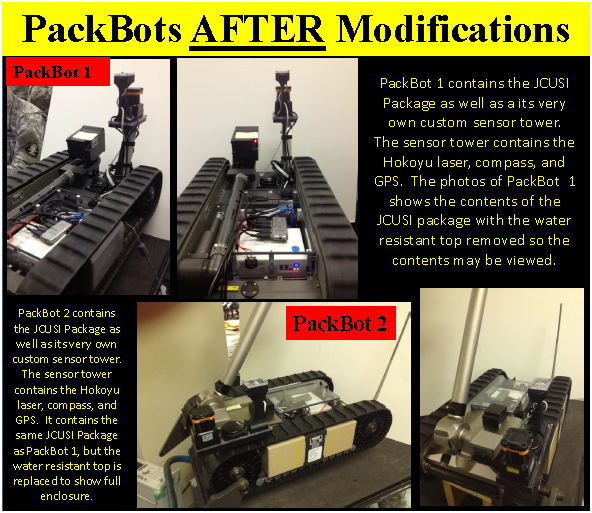 PackBots AFTER Modifications
PackBot 1
PackBot 1 contains the JCUSI
Package as well as a its very
own custom sensor tower.
The sensor tower contains the
Hokoyu laser, compass, and
GPS.  The photos of PackBot  1
shows the contents of the
JCUSI package with the water
resistant top removed so the
contents may be viewed.
PackBot 2 contains
the JCUSI Package as
well as its very own
custom sensor tower.
The sensor tower
contains the Hokoyu
laser, compass, and
GPS.  It contains the
same JCUSI Package
as PackBot 1, but the
water resistant top is
replaced to show full
enclosure.
PackBot 2